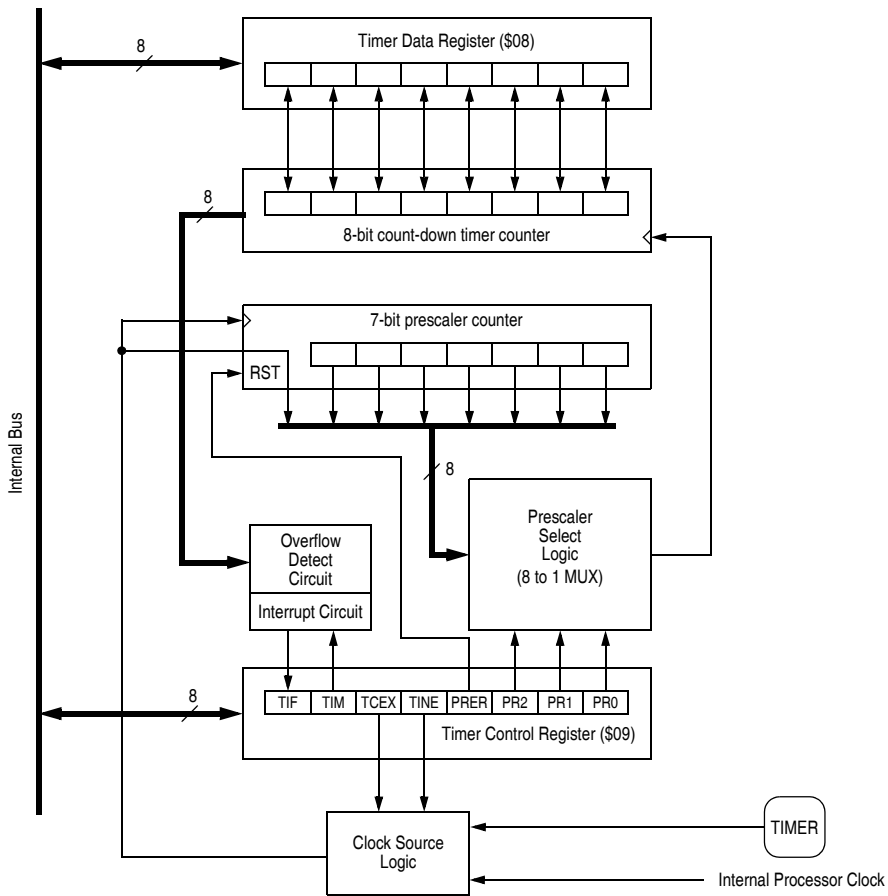 Timer Data Register ($08)
8
8
8-bit count-down timer counter
7-bit prescaler counter
RST
Internal Bus
8
Prescaler
Select
Logic
(8 to 1 MUX)
Overflow
Detect
Circuit
Interrupt Circuit
8
TIF TIM TCEX TINE PRER PR2 PR1 PR0
Timer Control Register ($09)
Clock Source
Logic
TIMER
Internal Processor Clock